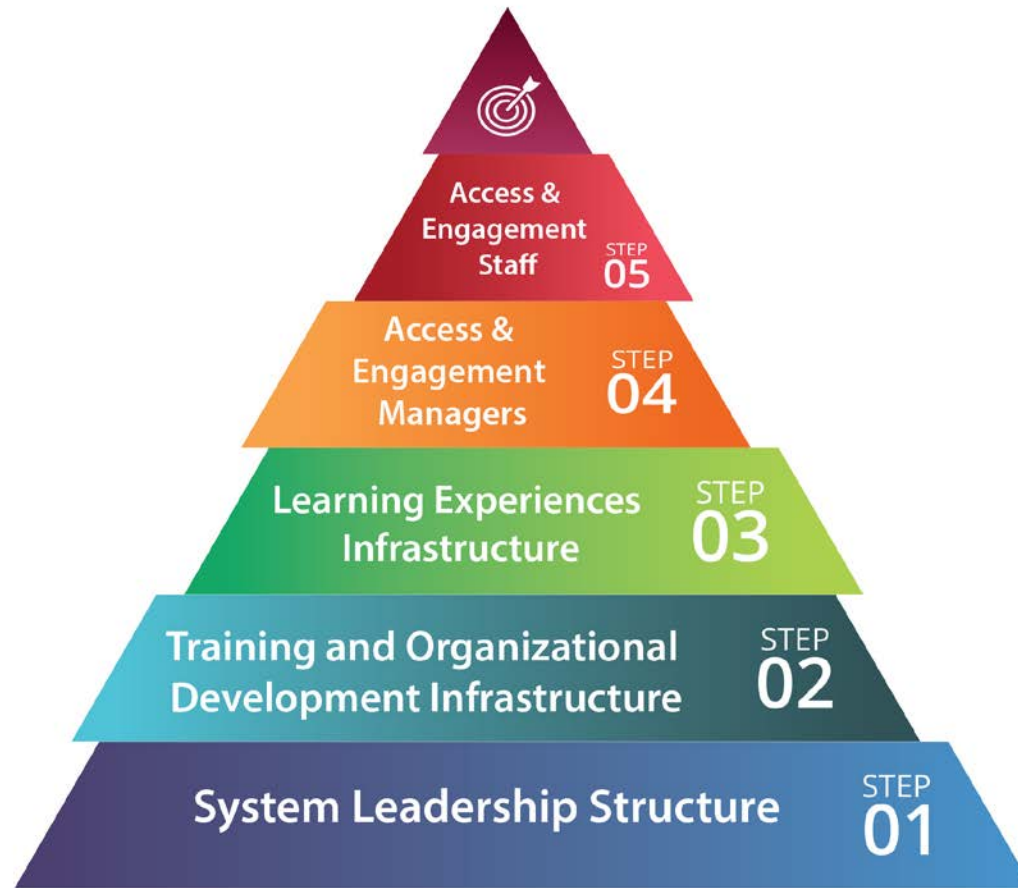 Access &
Engagement
Staff
STEP
05
Access &
Engagement
Managers
STEP
04
Learning Experiences
Infrastructure
STEP
03
Training and Organizational
Development Infrastructure
STEP
02
System Leadership Structure
STEP
01